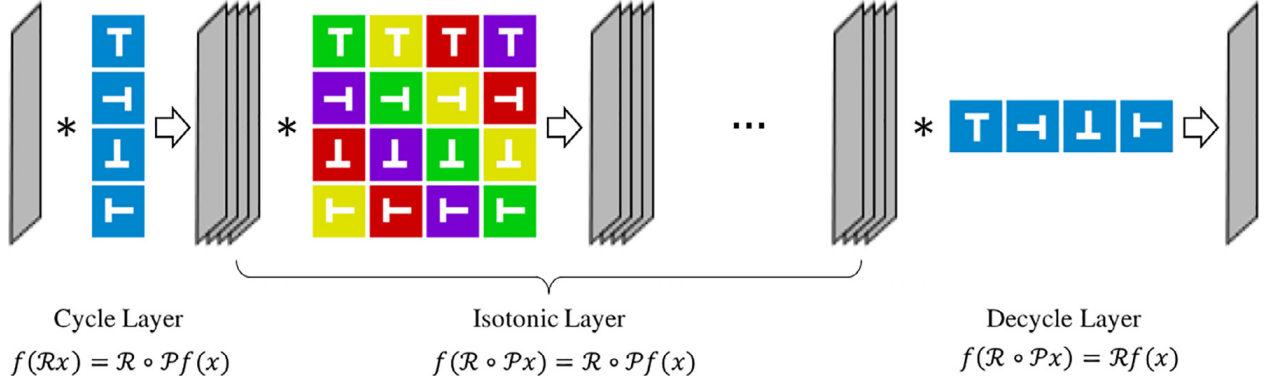 * T T T T T * T T T T T T T T T T T T T T T T ... * T T T T
Cycle Layer Isotonic Layer Decycle Layer
f(ℛx) = ℛ ∘ 𝒫f(x) f(ℛ ∘ 𝒫x) = ℛ ∘ 𝒫f(x) f(ℛ ∘ 𝒫x) = ℛf(x)